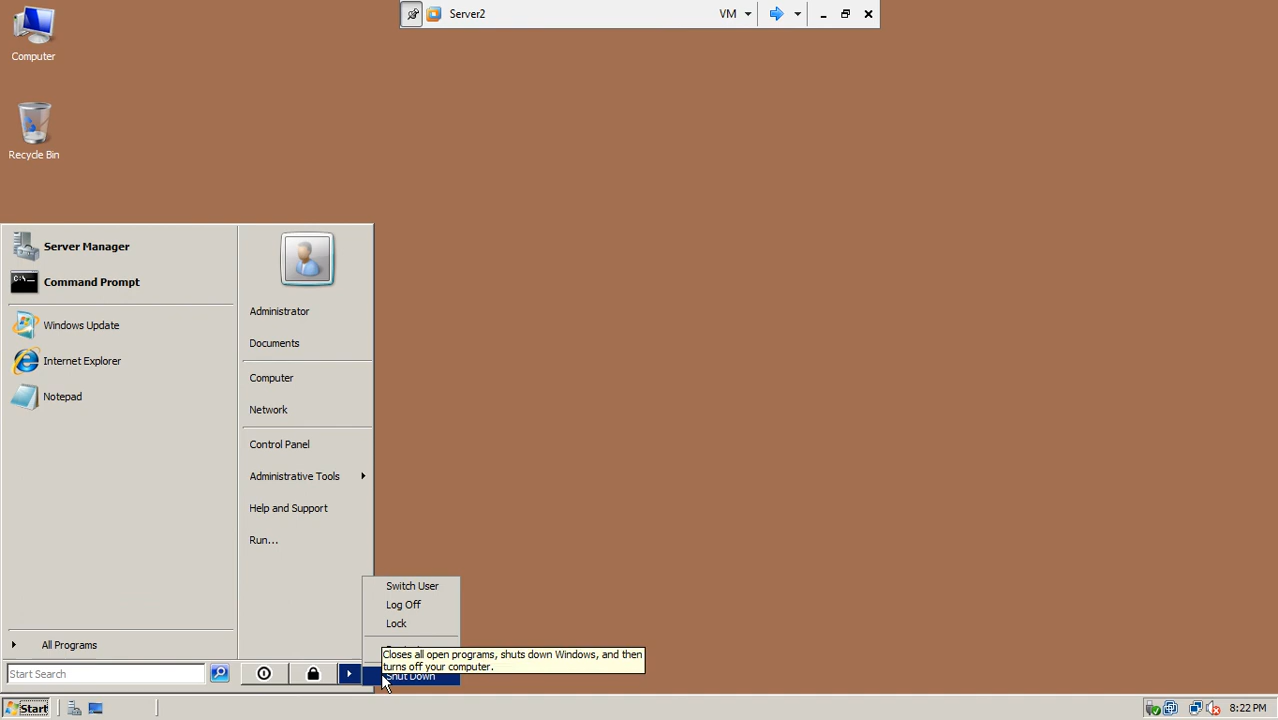 Server2
VM
Computer
Recycle Bin
Server Manager
Command Prompt
Windows Update
Internet Explorer
Notepad
All Programs
Start Search
Administrator
Documents
Computer
Network
Control Panel
Administrative Tools
Help and Support
Run...
Switch User
Log Off
Lock
Closes all open programs, shuts down Windows, and then
turns off your computer.
Shut Down
Start
8:22 PM